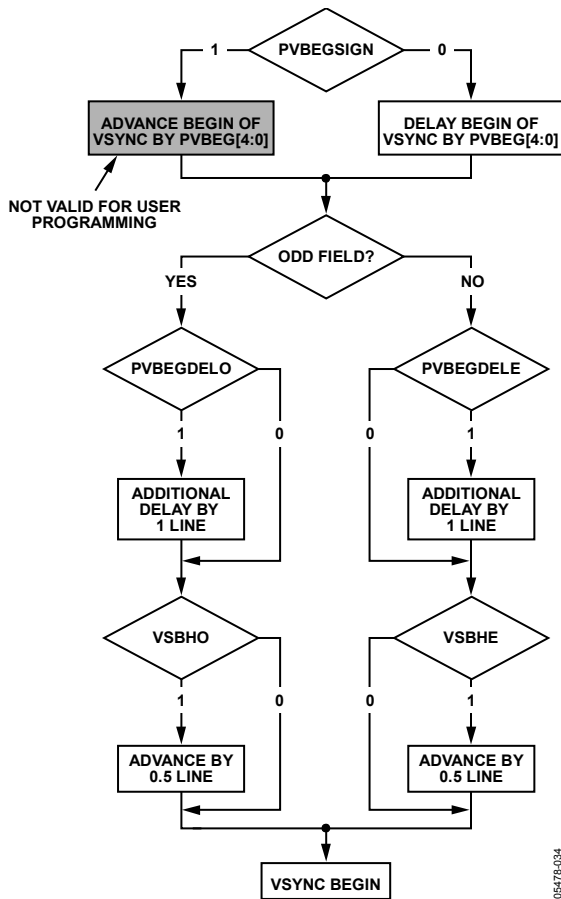 PVBEGSIGN
1
0
ADVANCE BEGIN OF
VSYNC BY PVBEG[4:0]
DELAY BEGIN OF
VSYNC BY PVBEG[4:0]
NOT VALID FOR USER
PROGRAMMING
ODD FIELD?
YES
NO
PVBEGDELO
PVBEGDELE
1
0
0
1
ADDITIONAL
DELAY BY
1 LINE
ADDITIONAL
DELAY BY
1 LINE
VSBHO
VSBHE
1
0
0
1
ADVANCE BY
0.5 LINE
ADVANCE BY
0.5 LINE
VSYNC BEGIN
05478-034